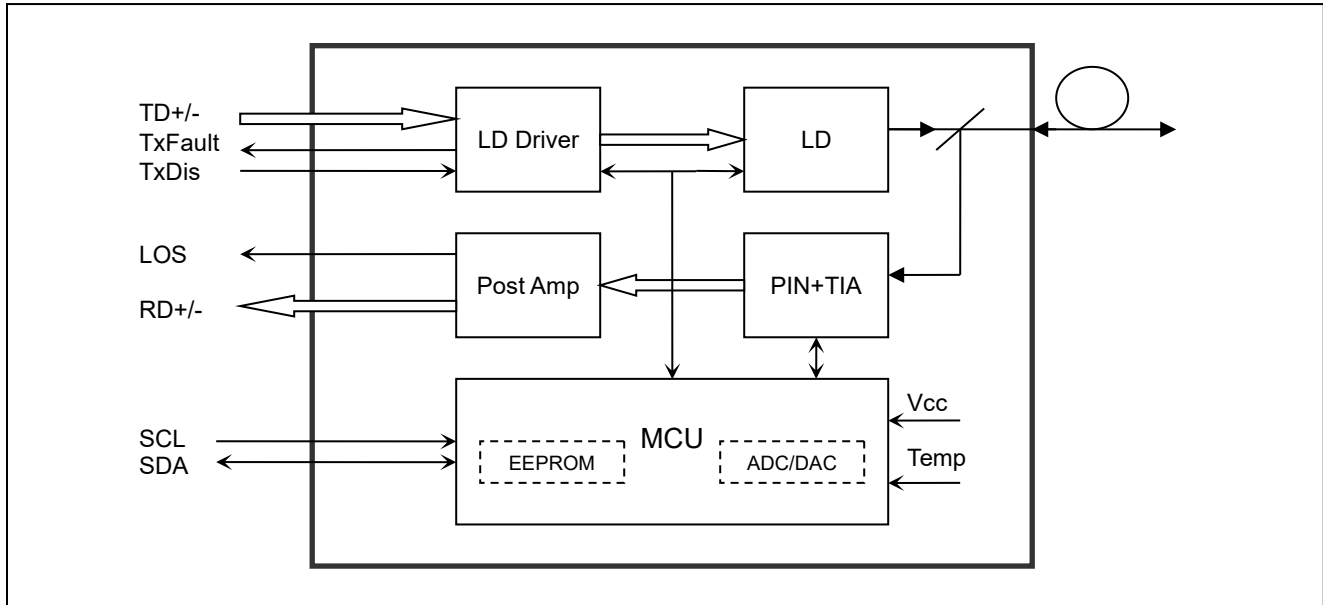 TD+/-
TxFault
TxDis
LD Driver
LD
LOS
RD+/-
Post Amp
PIN+TIA
SCL
SDA
MCU
EEPROM
ADC/DAC
Vcc
Temp